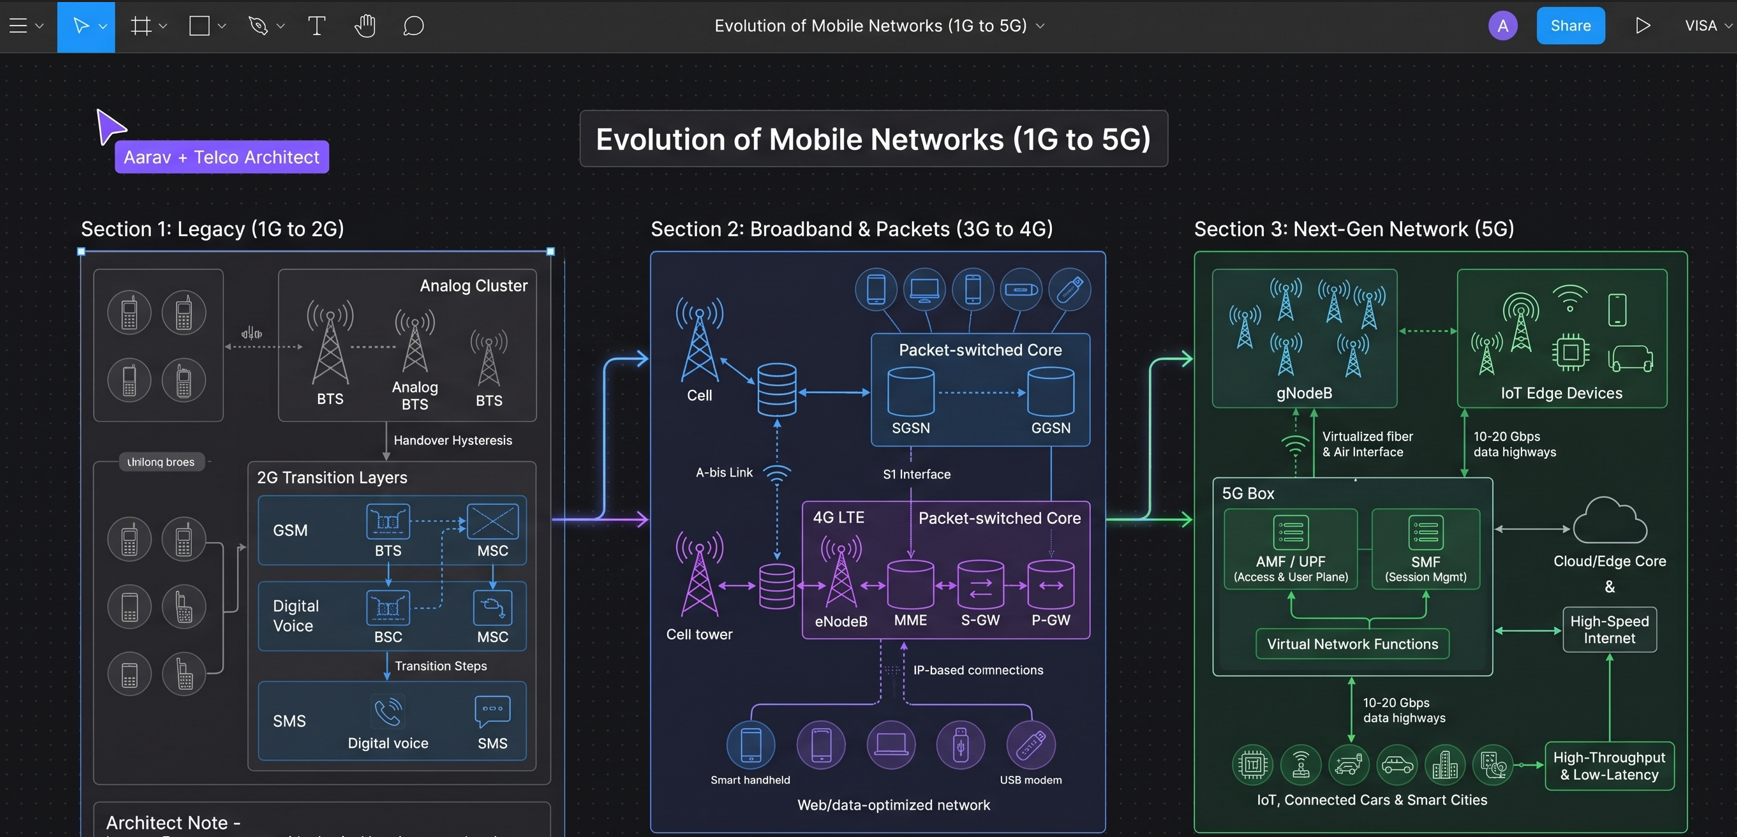 Evolution of Mobile Networks (1G to 5G)
A
Share
VISA
Aarav + Telco Architect
Evolution of Mobile Networks (1G to 5G)
Section 1: Legacy (1G to 2G)
Analog Cluster
BTS
Analog
BTS
BTS
Handover Hysteresis
Unilong broes
2G Transition Layers
GSM
BTS
MSC
Digital
Voice
BSC
MSC
Transition Steps
SMS
Digital voice
SMS
Architect Note -
Section 2: Broadband & Packets (3G to 4G)
Cell
Packet-switched Core
SGSN
GGSN
A-bis Link
S1 Interface
4G LTE
Packet-switched Core
Cell tower
eNodeB
MME
S-GW
P-GW
IP-based connections
Smart handheld
USB modem
Web/data-optimized network
Section 3: Next-Gen Network (5G)
gNodeB
IoT Edge Devices
Virtualized fiber
& Air Interface
10-20 Gbps
data highways
5G Box
AMF / UPF
(Access & User Plane)
SMF
(Session Mgmt)
Virtual Network Functions
Cloud/Edge Core
&
High-Speed
Internet
10-20 Gbps
data highways
High-Throughput
& Low-Latency
IoT, Connected Cars & Smart Cities